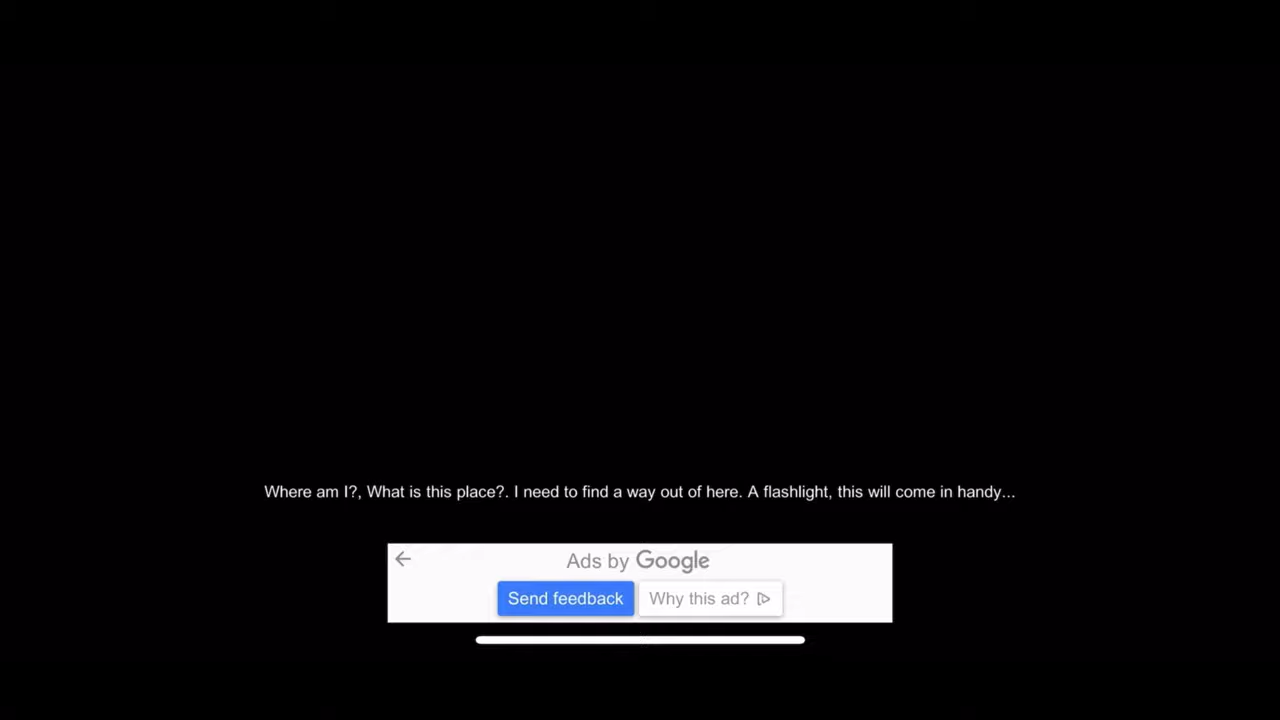 Where am I?, What is this place?. I need to find a way out of here. A flashlight, this will come in handy...
Ads by Google
Send feedback
Why this ad?